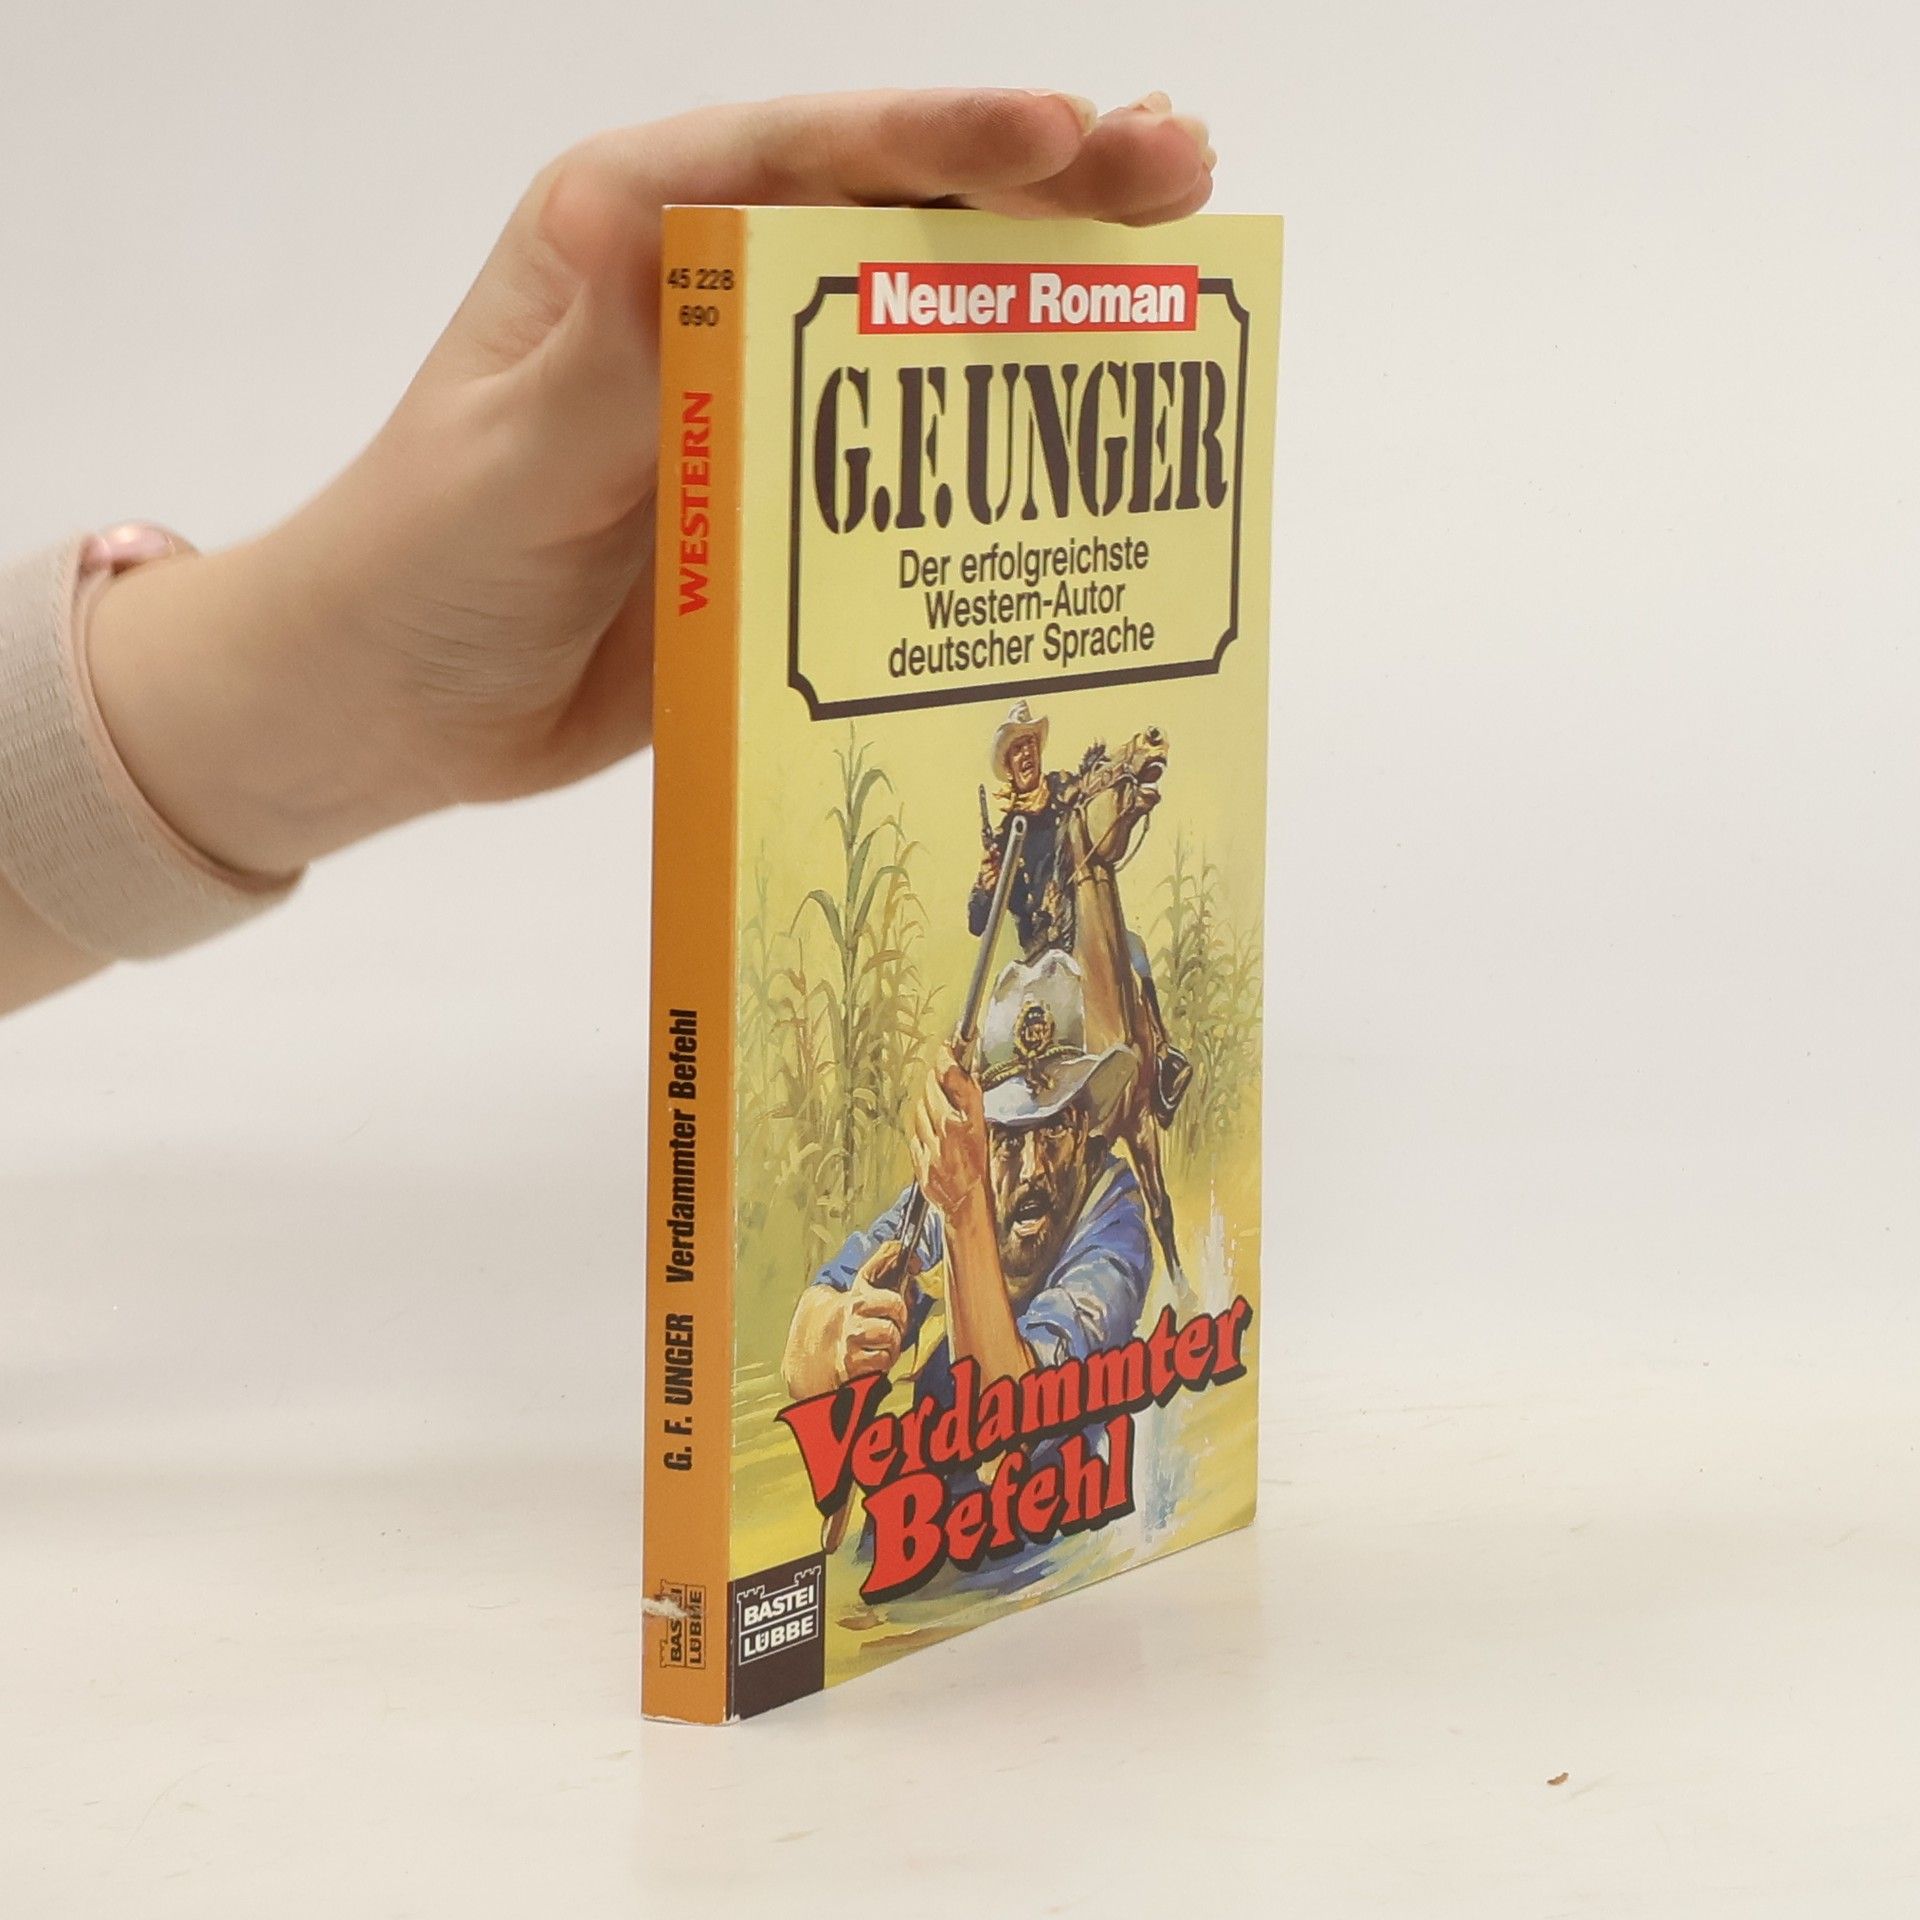 45 228
690
WESTERN
G. F. UNGER Verdammter Befehl
BASTEI
LÜBBE
Neuer Roman
G.F. UNGER
Der erfolgreichste
Western-Autor
deutscher Sprache
Verdammter
Befehl
BASTEI
LÜBBE